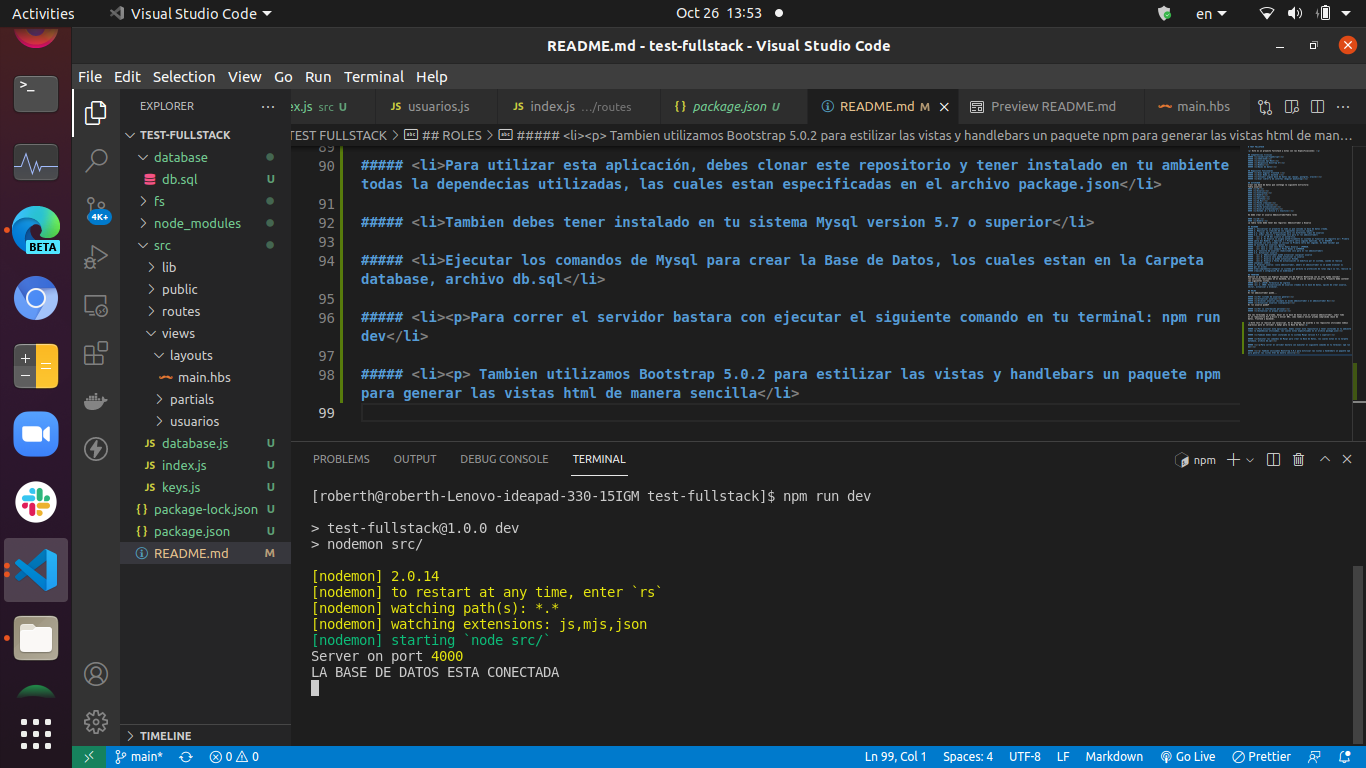 Activities
Visual Studio Code
Oct 26 13:53
en
README.md - test-fullstack - Visual Studio Code
File Edit Selection View Go Run Terminal Help
EXPLORER
ex.js src U
JS usuarios.js
JS index.js .../routes
{} package.json U
README.md M
Preview README.md
main.hbs
TEST FULLSTACK > ## ROLES > ##### <li><p> Tambien utilizamos Bootstrap 5.0.2 para estilizar las vistas y handlebars un paquete npm para generar las vistas html de man...
TEST-FULLSTACK
database
db.sql U
fs
node_modules
src
lib
public
routes
views
layouts
main.hbs
partials
usuarios
JS database.js U
JS index.js U
JS keys.js U
{} package-lock.json U
{} package.json U
README.md M
TIMELINE
4K+
BETA
89
90 ##### <li>Para utilizar esta aplicación, debes clonar este repositorio y tener instalado en tu ambiente
todas la dependecias utilizadas, las cuales estan especificadas en el archivo package.json</li>
91
92 ##### <li>Tambien debes tener instalado en tu sistema Mysql version 5.7 o superior</li>
93
94 ##### <li>Ejecutar los comandos de Mysql para crear la Base de Datos, los cuales estan en la Carpeta
database, archivo db.sql</li>
95
96 ##### <li><p>Para correr el servidor bastara con ejecutar el siguiente comando en tu terminal: npm run
dev</li>
97
98 ##### <li><p> Tambien utilizamos Bootstrap 5.0.2 para estilizar las vistas y handlebars un paquete npm
para generar las vistas html de manera sencilla</li>
99
PROBLEMS OUTPUT DEBUG CONSOLE TERMINAL
npm
[roberth@roberth-Lenovo-ideapad-330-15IGM test-fullstack]$ npm run dev
> test-fullstack@1.0.0 dev
> nodemon src/
[nodemon] 2.0.14
[nodemon] to restart at any time, enter `rs`
[nodemon] watching path(s): *.*
[nodemon] watching extensions: js,mjs,json
[nodemon] starting `node src/`
Server on port 4000
LA BASE DE DATOS ESTA CONECTADA
main*
0 0
Ln 99, Col 1
Spaces: 4
UTF-8
LF
Markdown
Go Live
Prettier